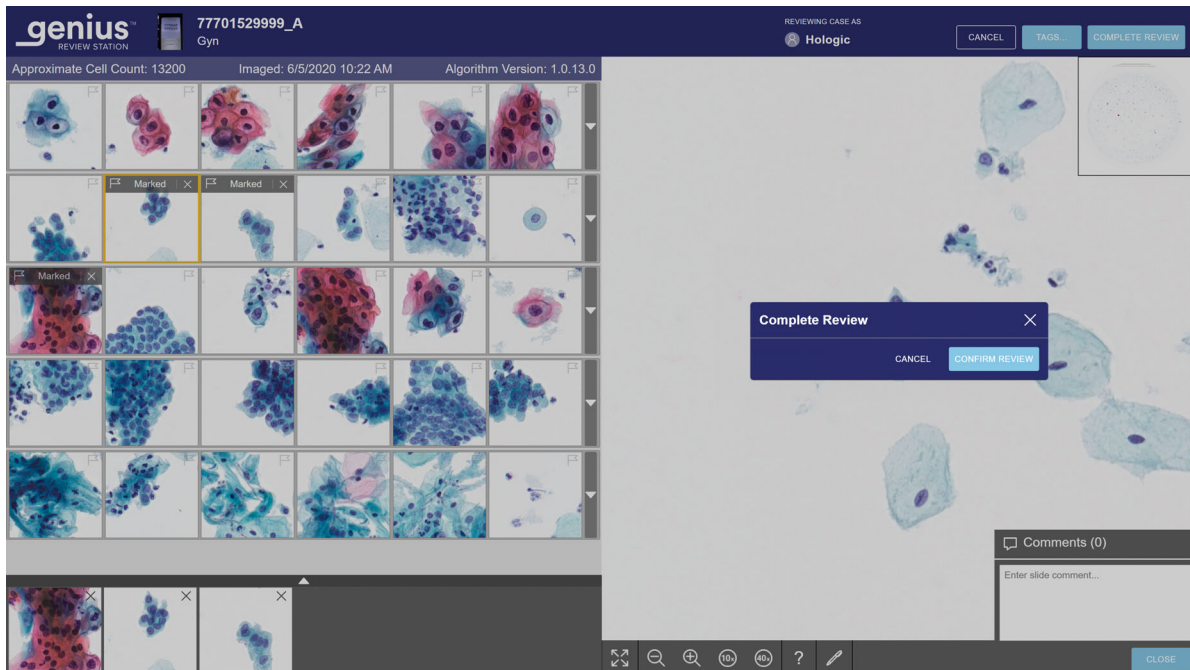 genius™
REVIEW STATION
77701529999_A
Gyn
REVIEWING CASE AS
Hologic
CANCEL
TAGS...
COMPLETE REVIEW
Approximate Cell Count: 13200
Imaged: 6/5/2020 10:22 AM
Algorithm Version: 1.0.13.0
Marked
Marked
Marked
Complete Review
CANCEL
CONFIRM REVIEW
Comments (0)
Enter slide comment...
10x
40x
?
CLOSE